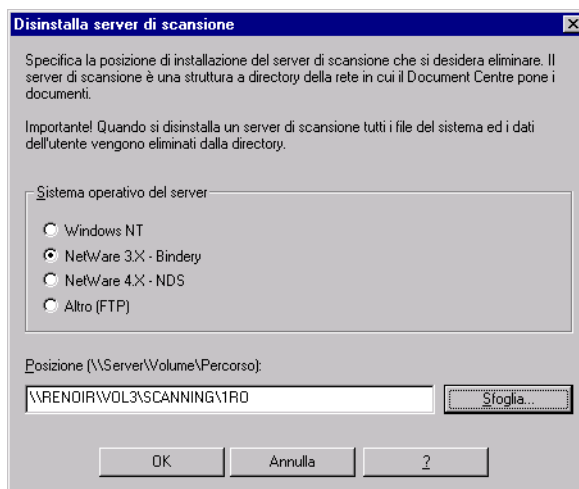 Disinstalla server di scansione
Specifica la posizione di installazione del server di scansione che si desidera eliminare. Il
server di scansione è una struttura a directory della rete in cui il Document Centre pone i
documenti.
Importante! Quando si disinstalla un server di scansione tutti i file del sistema ed i dati
dell'utente vengono eliminati dalla directory.
Sistema operativo del server
Windows NT
NetWare 3.X - Bindery
NetWare 4.X - NDS
Altro (FTP)
Posizione (\\Server\Volume\Percorso):
\\RENOIR\VOL3\SCANNING\1RO
Sfoglia...
OK
Annulla
?